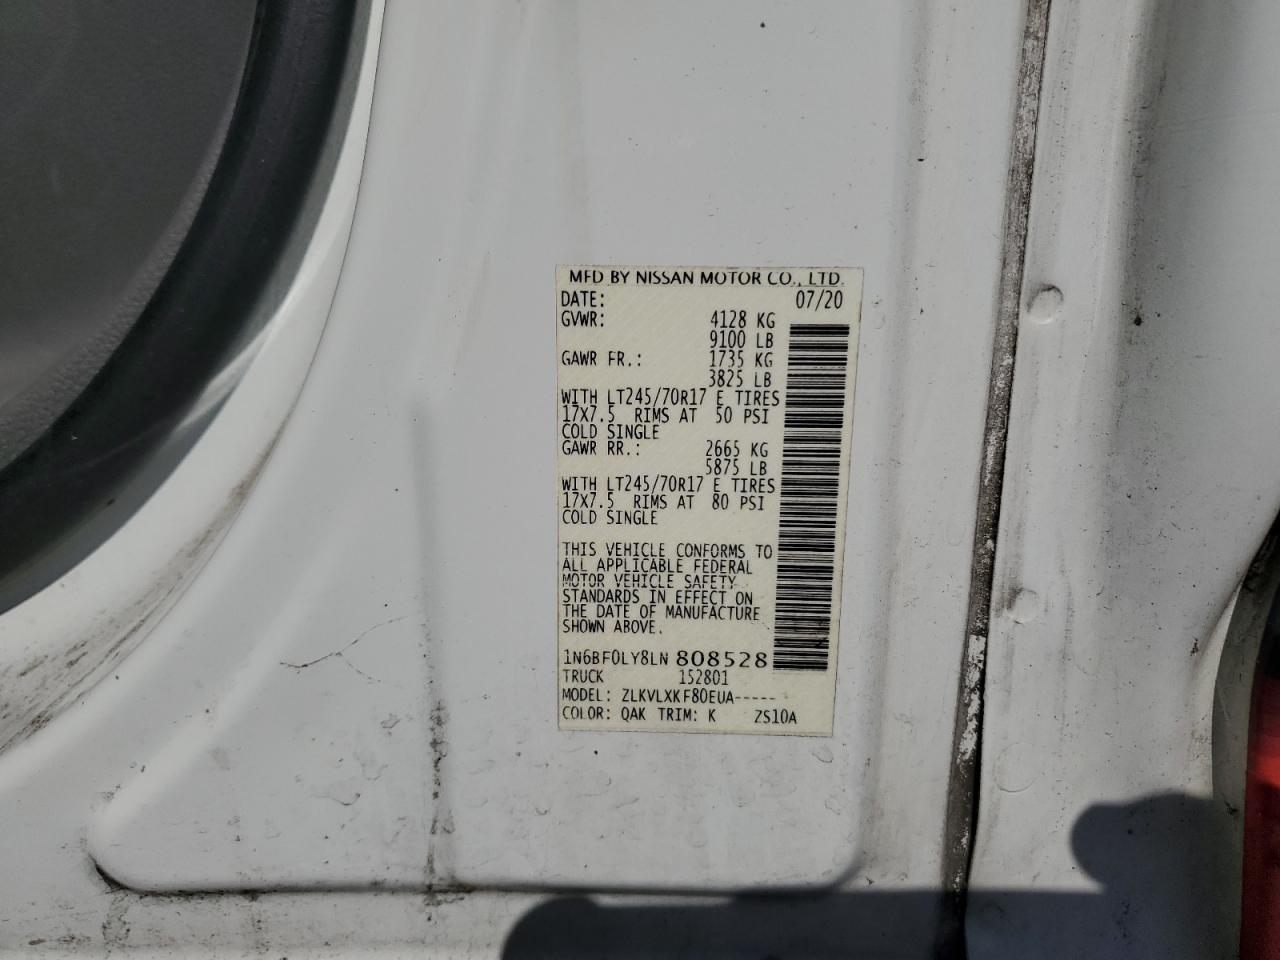 MFD BY NISSAN MOTOR CO., LTD.
DATE: 07/20
GVWR: 4128 KG
9100 LB
GAWR FR.: 1735 KG
3825 LB
WITH LT245/70R17 E TIRES
17X7.5 RIMS AT 50 PSI
COLD SINGLE
GAWR RR.: 2665 KG
5875 LB
WITH LT245/70R17 E TIRES
17X7.5 RIMS AT 80 PSI
COLD SINGLE
THIS VEHICLE CONFORMS TO
ALL APPLICABLE FEDERAL
MOTOR VEHICLE SAFETY
STANDARDS IN EFFECT ON
THE DATE OF MANUFACTURE
SHOWN ABOVE.
1N6BF0LY8LN 808528
TRUCK 152801
MODEL: ZLKVLXKF80EUA-----
COLOR: QAK TRIM: K ZS10A